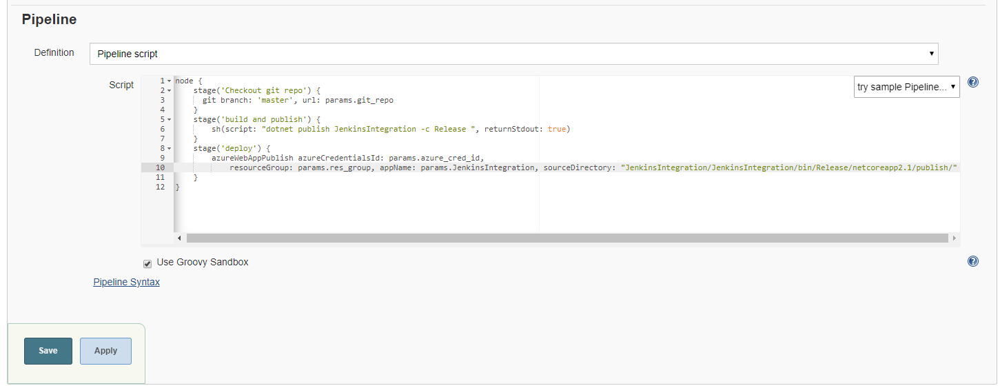 Pipeline
Definition
Pipeline script
Script
try sample Pipeline...
1 node {
2     stage('Checkout git repo') {
3       git branch: 'master', url: params.git_repo
4     }
5     stage('build and publish') {
6         sh(script: "dotnet publish JenkinsIntegration -c Release ", returnStdout: true)
7     }
8     stage('deploy') {
9         azureWebAppPublish azureCredentialsId: params.azure_cred_id,
10             resourceGroup: params.res_group, appName: params.JenkinsIntegration, sourceDirectory: "JenkinsIntegration/JenkinsIntegration/bin/Release/netcoreapp2.1/publish/"
11     }
12 }
Use Groovy Sandbox
Pipeline Syntax
Save
Apply